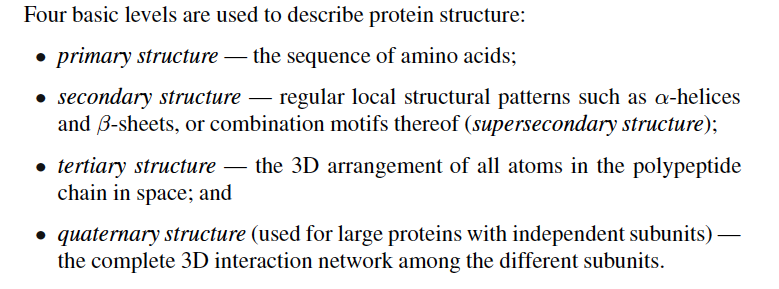 Four basic levels are used to describe protein structure:
• primary structure — the sequence of amino acids;
• secondary structure — regular local structural patterns such as α-helices
and β-sheets, or combination motifs thereof (supersecondary structure);
• tertiary structure — the 3D arrangement of all atoms in the polypeptide
chain in space; and
• quaternary structure (used for large proteins with independent subunits) —
the complete 3D interaction network among the different subunits.